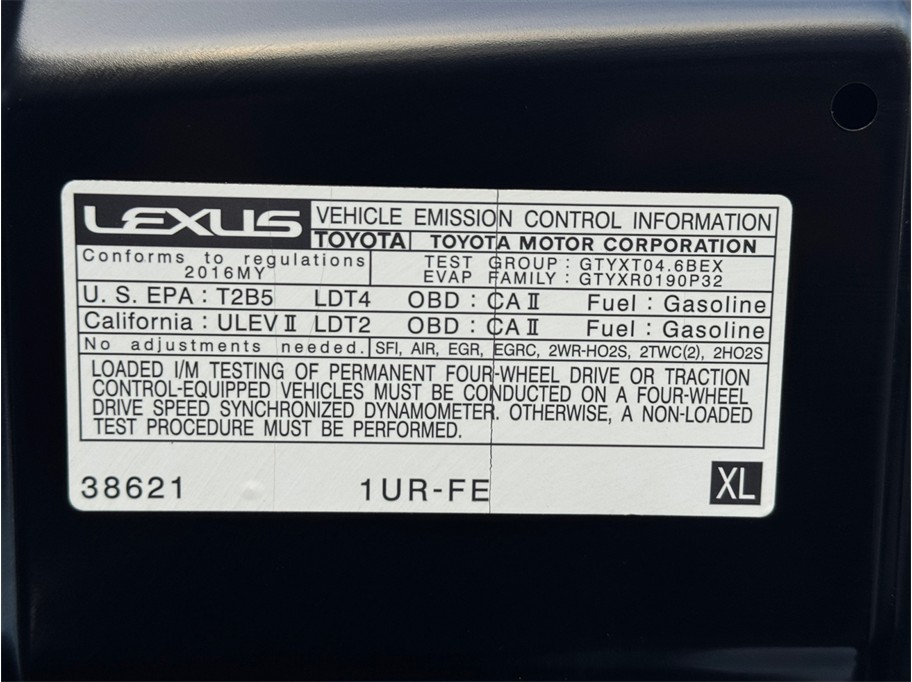 LEXUS VEHICLE EMISSION CONTROL INFORMATION
TOYOTA TOYOTA MOTOR CORPORATION
Conforms to regulations
2016MY
TEST GROUP : GTYXT04.6BEX
EVAP FAMILY : GTYXR0190P32
U. S. EPA : T2B5 LDT4 OBD : CA II Fuel : Gasoline
California : ULEV II LDT2 OBD : CA II Fuel : Gasoline
No adjustments needed. SFI, AIR, EGR, EGRC, 2WR-HO2S, 2TWC(2), 2HO2S
LOADED I/M TESTING OF PERMANENT FOUR-WHEEL DRIVE OR TRACTION
CONTROL-EQUIPPED VEHICLES MUST BE CONDUCTED ON A FOUR-WHEEL
DRIVE SPEED SYNCHRONIZED DYNAMOMETER. OTHERWISE, A NON-LOADED
TEST PROCEDURE MUST BE PERFORMED.
38621 1UR-FE XL